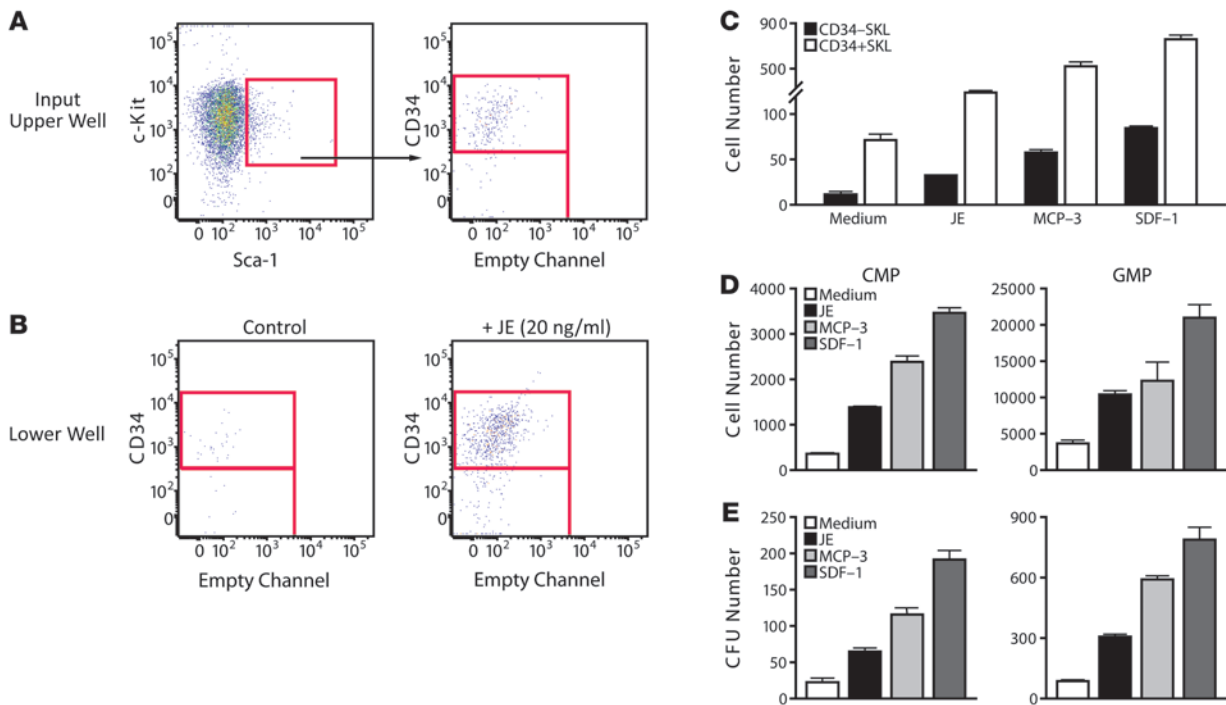 A
Input
Upper Well
c-Kit
10⁵
10⁴
10³
10²
0
0 10² 10³ 10⁴ 10⁵
Sca-1
CD34
10⁵
10⁴
10³
10²
0
0 10² 10³ 10⁴ 10⁵
Empty Channel
B
Lower Well
Control
CD34
10⁵
10⁴
10³
10²
0
0 10² 10³ 10⁴ 10⁵
Empty Channel
+ JE (20 ng/ml)
CD34
10⁵
10⁴
10³
10²
0
0 10² 10³ 10⁴ 10⁵
Empty Channel
C
Cell Number
900
500
100
50
0
CD34–SKL
CD34+SKL
Medium JE MCP–3 SDF–1
D
CMP
Cell Number
4000
3000
2000
1000
0
Medium
JE
MCP–3
SDF–1
GMP
25000
20000
15000
10000
5000
0
E
CFU Number
250
200
150
100
50
0
Medium
JE
MCP–3
SDF–1
900
600
300
0